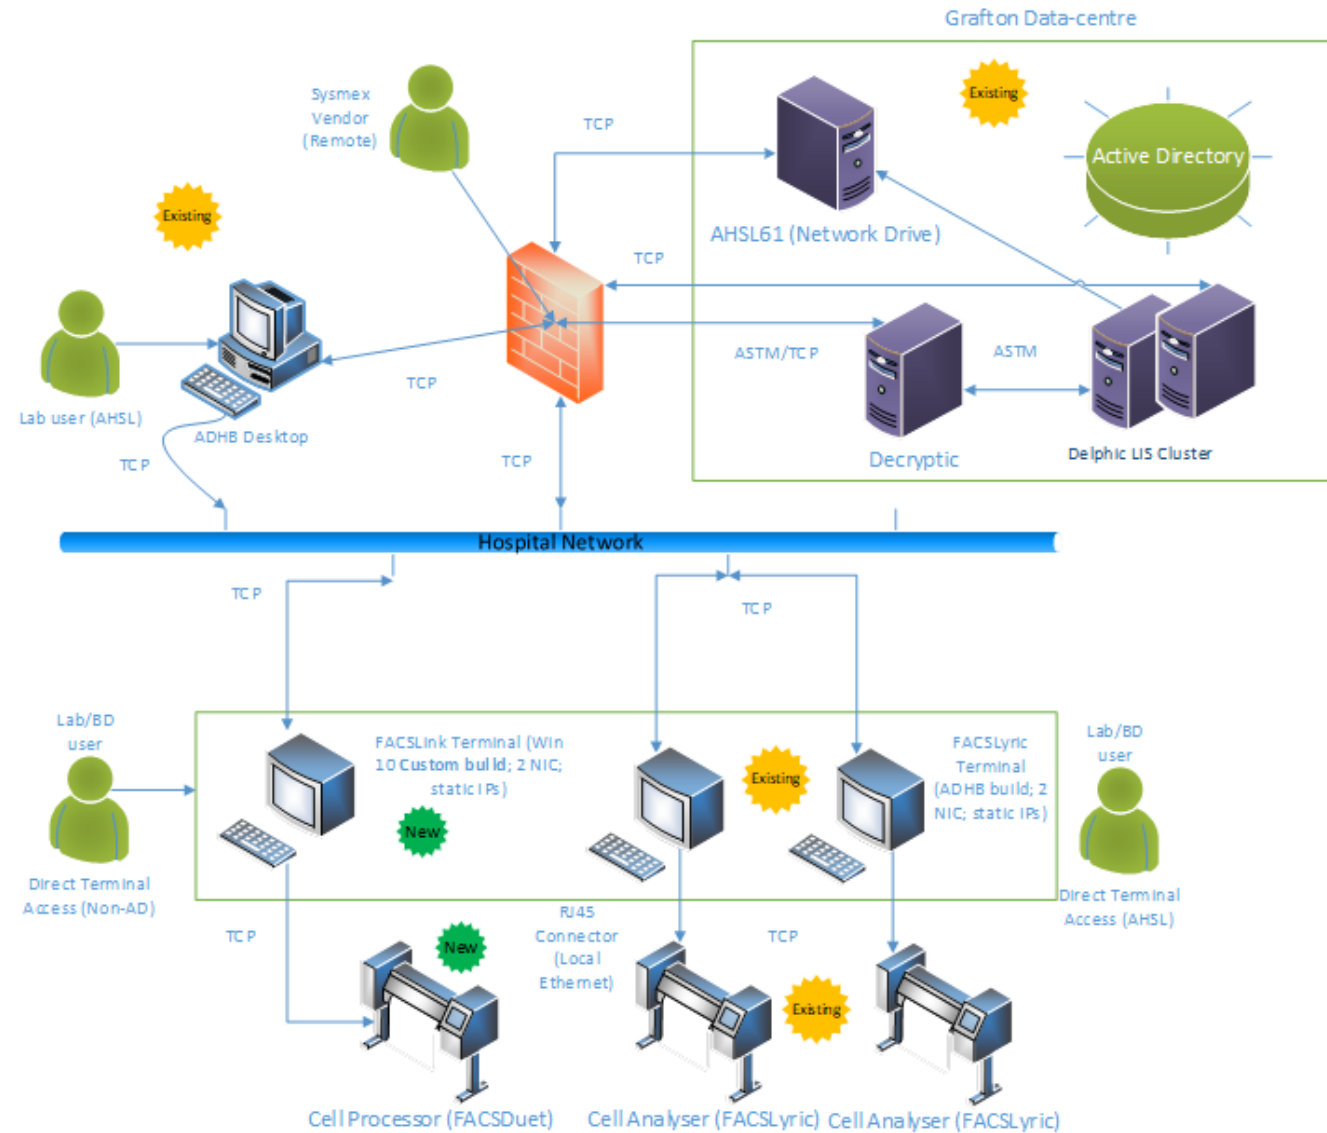 Grafton Data-centre
Sysmex
Vendor
(Remote)
TCP
Existing
Active Directory
Existing
AHSL61 (Network Drive)
TCP
ASTM/TCP
ASTM
TCP
Lab user (AHSL)
ADHB Desktop
Decryptic
Delphic LIS Cluster
TCP
TCP
Hospital Network
TCP
TCP
Lab/BD
user
FACSLink Terminal (Win
10 Custom build; 2 NIC;
static IPs)
New
Existing
FACSLyric
Terminal
(ADHB build; 2
NIC; static IPs)
Lab/BD
user
Direct Terminal
Access (Non-AD)
Direct Terminal
Access (AHSL)
TCP
New
RJ45
Connector
(Local
Ethernet)
TCP
Existing
Cell Processor (FACSDuet)
Cell Analyser (FACSLyric)
Cell Analyser (FACSLyric)